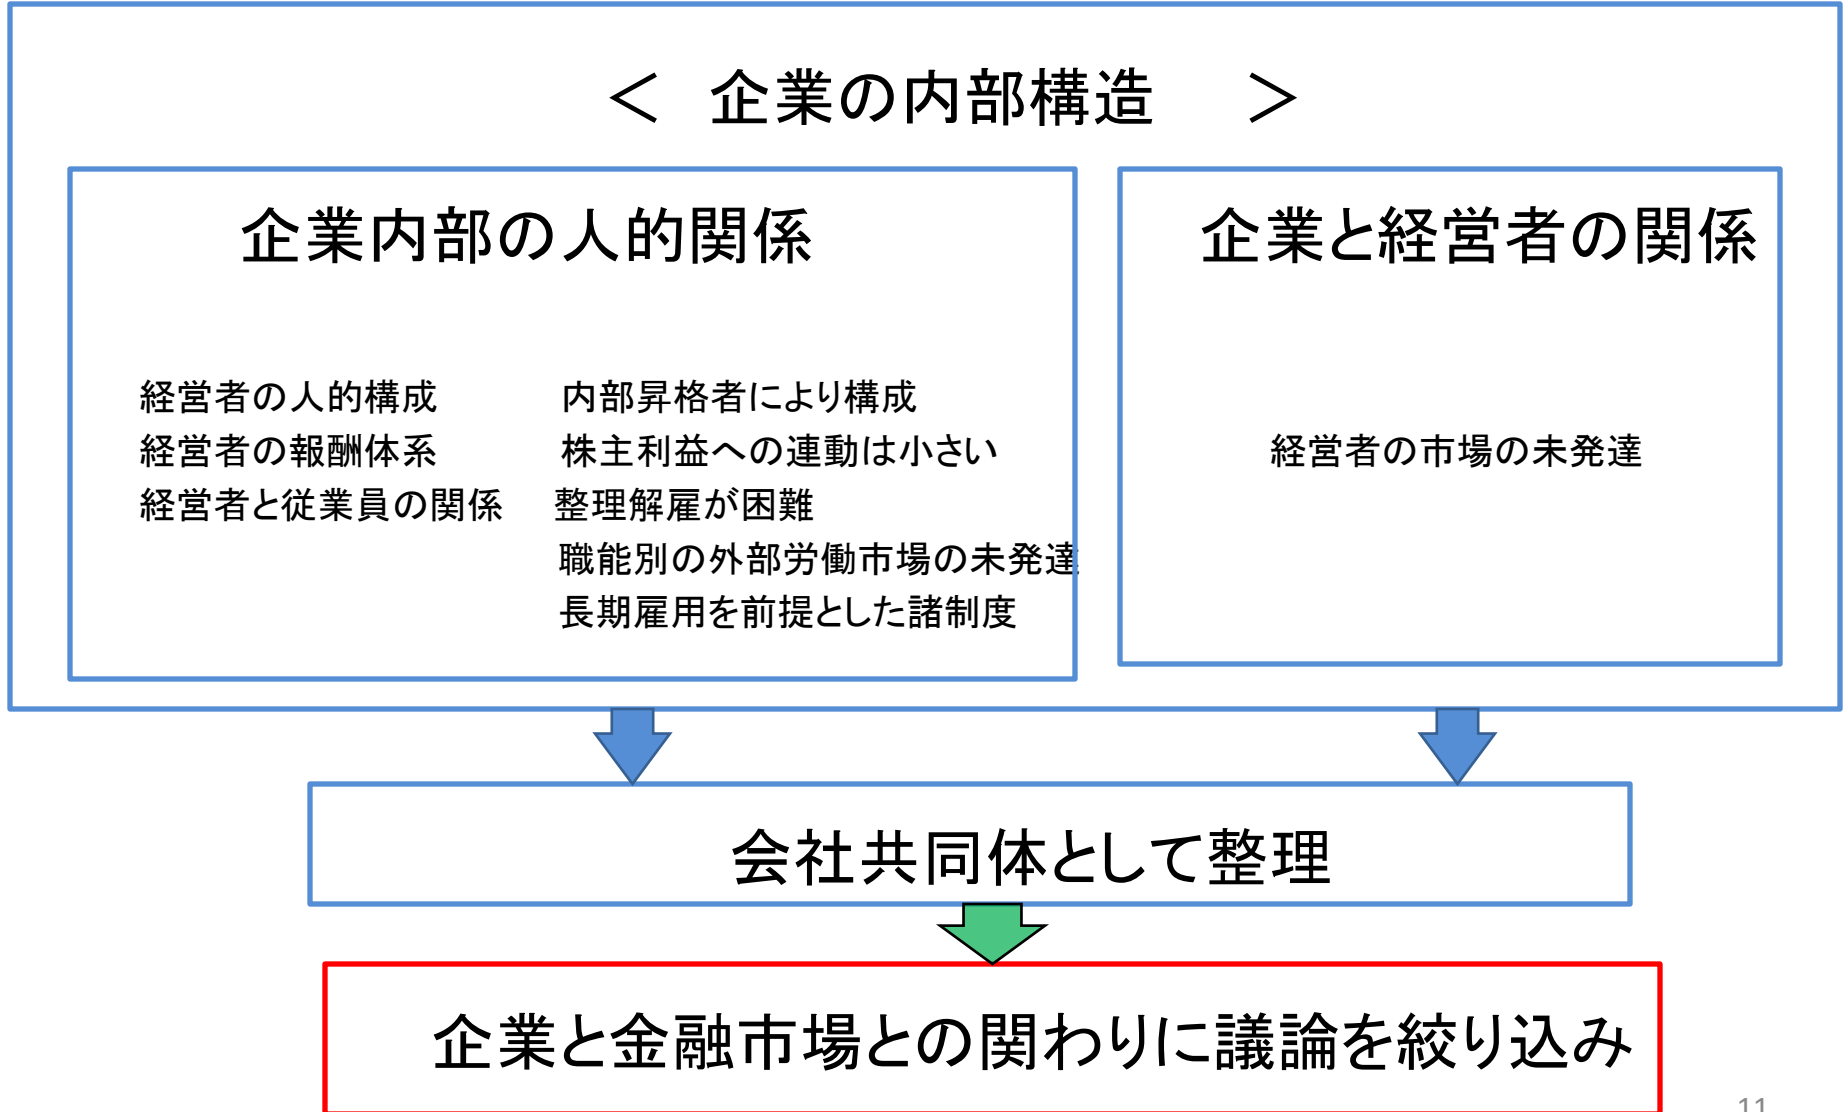 ＜　企業の内部構造　＞
企業内部の人的関係
経営者の人的構成　内部昇格者により構成
経営者の報酬体系　株主利益への連動は小さい
経営者と従業員の関係　整理解雇が困難
職能別の外部労働市場の未発達
長期雇用を前提とした諸制度
企業と経営者の関係
経営者の市場の未発達
会社共同体として整理
企業と金融市場との関わりに議論を絞り込み
11